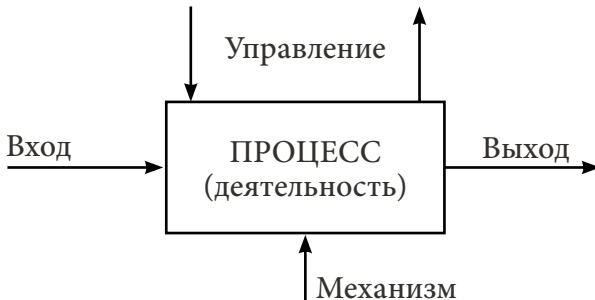 Управление
Вход
ПРОЦЕСС
(деятельность)
Выход
Механизм